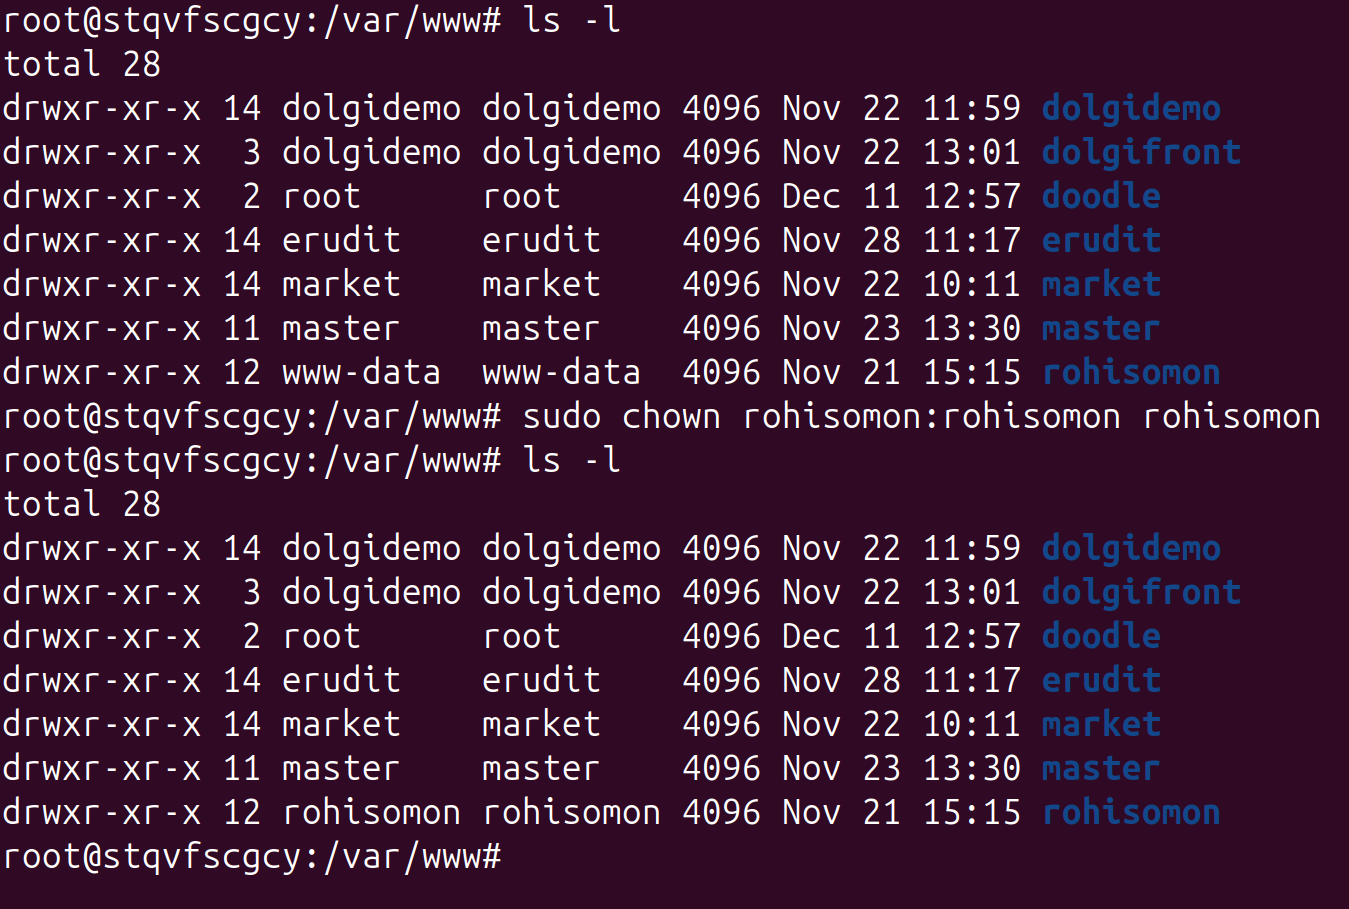 root@stqvfscgcy:/var/www# ls -l
total 28
drwxr-xr-x 14 dolgidemo dolgidemo 4096 Nov 22 11:59 dolgidemo
drwxr-xr-x  3 dolgidemo dolgidemo 4096 Nov 22 13:01 dolgifront
drwxr-xr-x  2 root      root      4096 Dec 11 12:57 doodle
drwxr-xr-x 14 erudit    erudit    4096 Nov 28 11:17 erudit
drwxr-xr-x 14 market    market    4096 Nov 22 10:11 market
drwxr-xr-x 11 master    master    4096 Nov 23 13:30 master
drwxr-xr-x 12 www-data  www-data  4096 Nov 21 15:15 rohisomon
root@stqvfscgcy:/var/www# sudo chown rohisomon:rohisomon rohisomon
root@stqvfscgcy:/var/www# ls -l
total 28
drwxr-xr-x 14 dolgidemo dolgidemo 4096 Nov 22 11:59 dolgidemo
drwxr-xr-x  3 dolgidemo dolgidemo 4096 Nov 22 13:01 dolgifront
drwxr-xr-x  2 root      root      4096 Dec 11 12:57 doodle
drwxr-xr-x 14 erudit    erudit    4096 Nov 28 11:17 erudit
drwxr-xr-x 14 market    market    4096 Nov 22 10:11 market
drwxr-xr-x 11 master    master    4096 Nov 23 13:30 master
drwxr-xr-x 12 rohisomon rohisomon 4096 Nov 21 15:15 rohisomon
root@stqvfscgcy:/var/www#